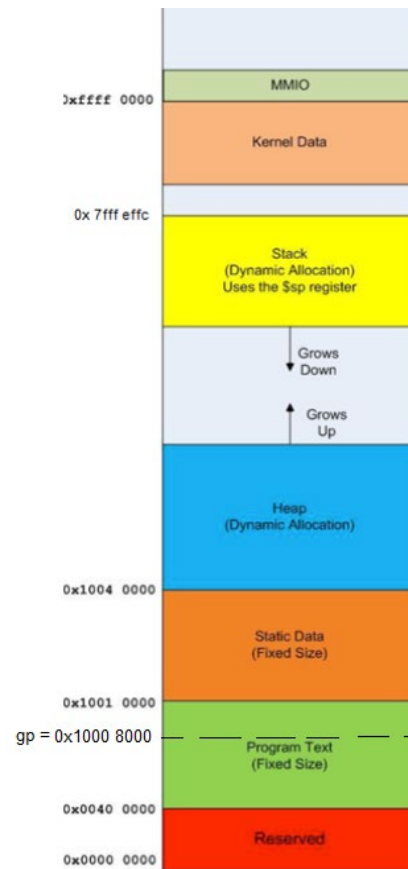 MMIO
0xffff 0000
Kernel Data
0x 7fff effc
Stack
(Dynamic Allocation)
Uses the $sp register
Grows
Down
Grows
Up
Heap
(Dynamic Allocation)
0x1004 0000
Static Data
(Fixed Size)
0x1001 0000
gp = 0x1000 8000
Program Text
(Fixed Size)
0x0040 0000
Reserved
0x0000 0000